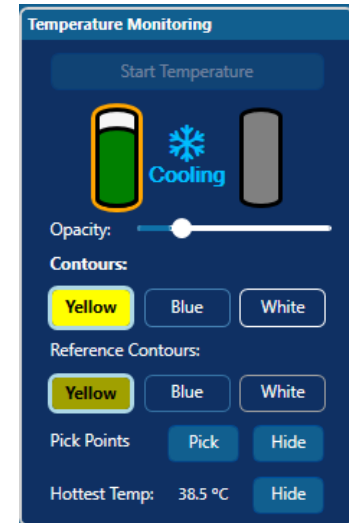 Temperature Monitoring
Start Temperature
Cooling
Opacity:
Contours:
Yellow Blue White
Reference Contours:
Yellow Blue White
Pick Points Pick Hide
Hottest Temp: 38.5 °C Hide